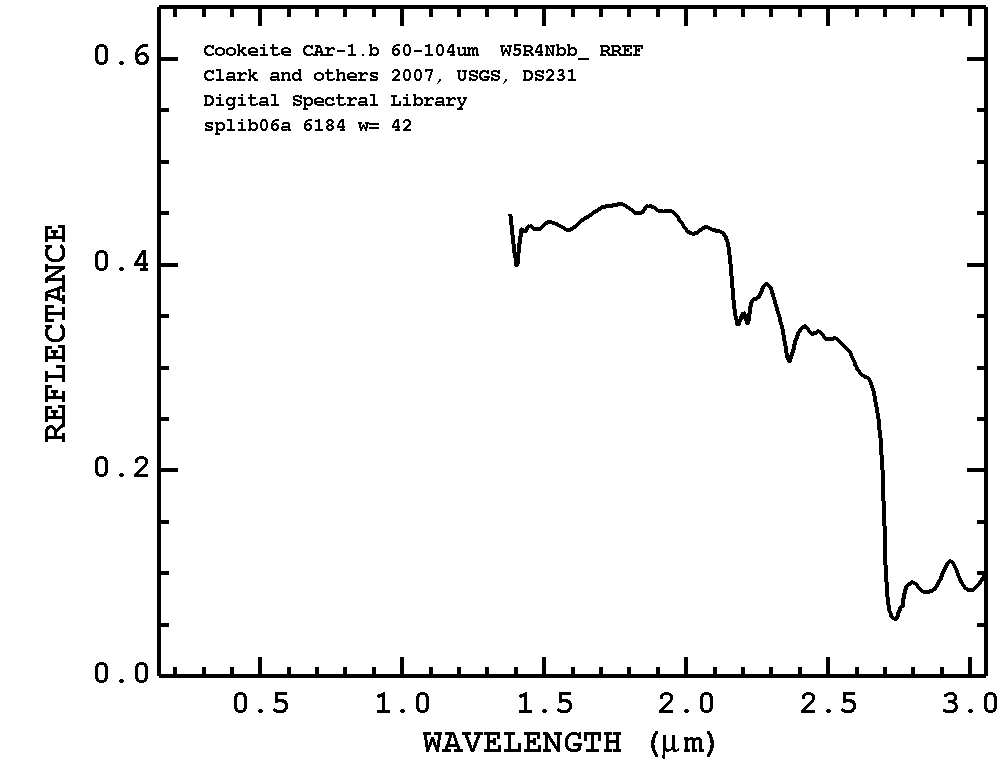 Cookeite CAr-1.b 60-104um W5R4Nbb_ RREF
Clark and others 2007, USGS, DS231
Digital Spectral Library
splib06a 6184 w= 42
REFLECTANCE
0.6
0.4
0.2
0.0
0.5 1.0 1.5 2.0 2.5 3.0
WAVELENGTH (μm)